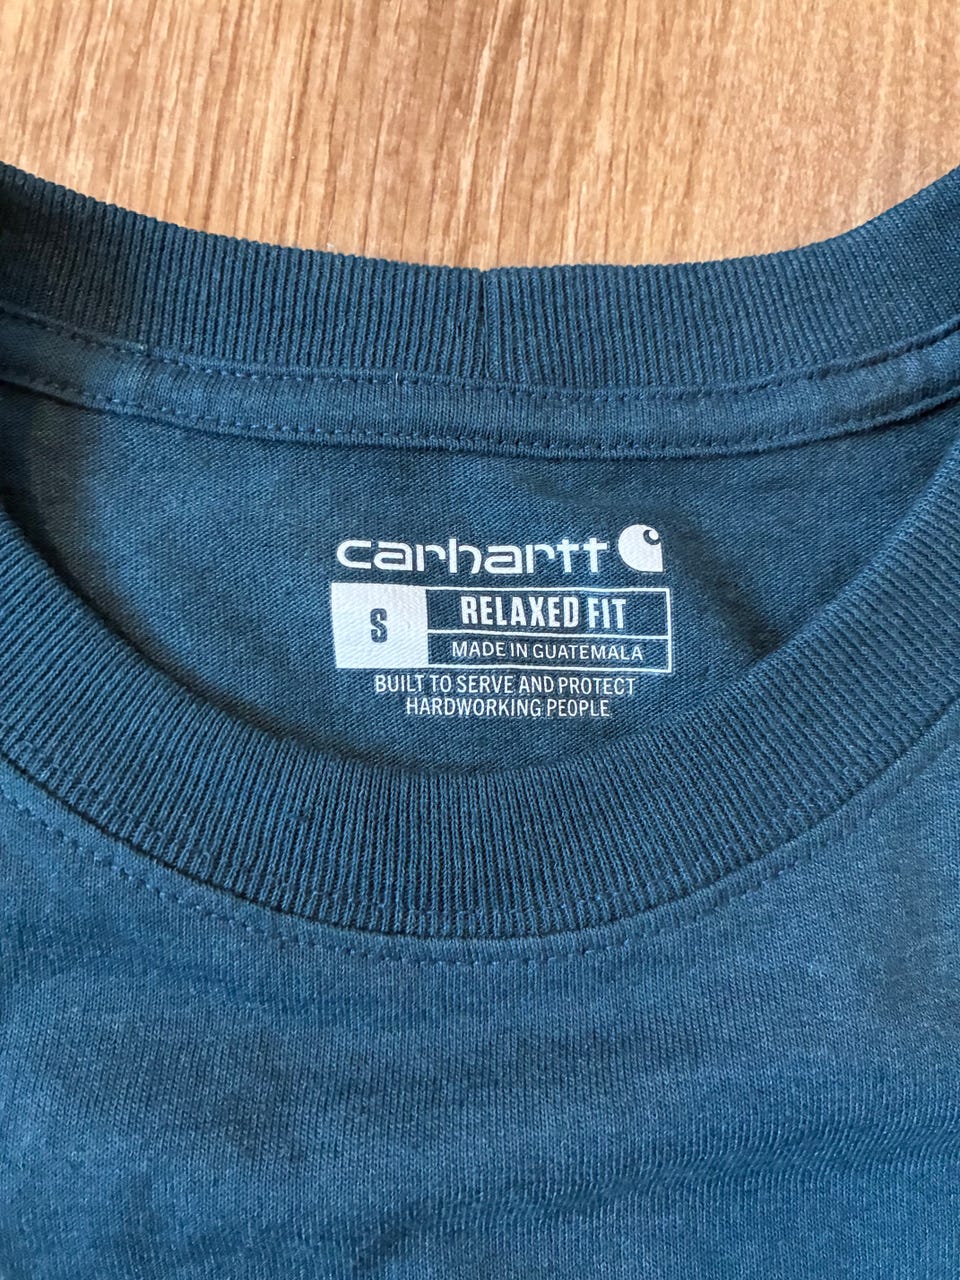 carhartt
S RELAXED FIT
MADE IN GUATEMALA
BUILT TO SERVE AND PROTECT
HARDWORKING PEOPLE